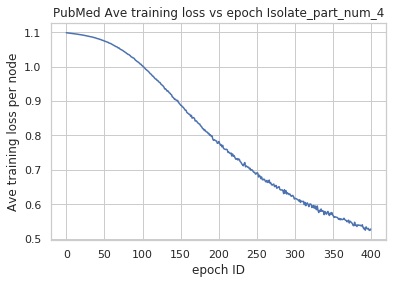 PubMed Ave training loss vs epoch Isolate_part_num_4
Ave training loss per node
1.1
1.0
0.9
0.8
0.7
0.6
0.5
0 50 100 150 200 250 300 350 400
epoch ID